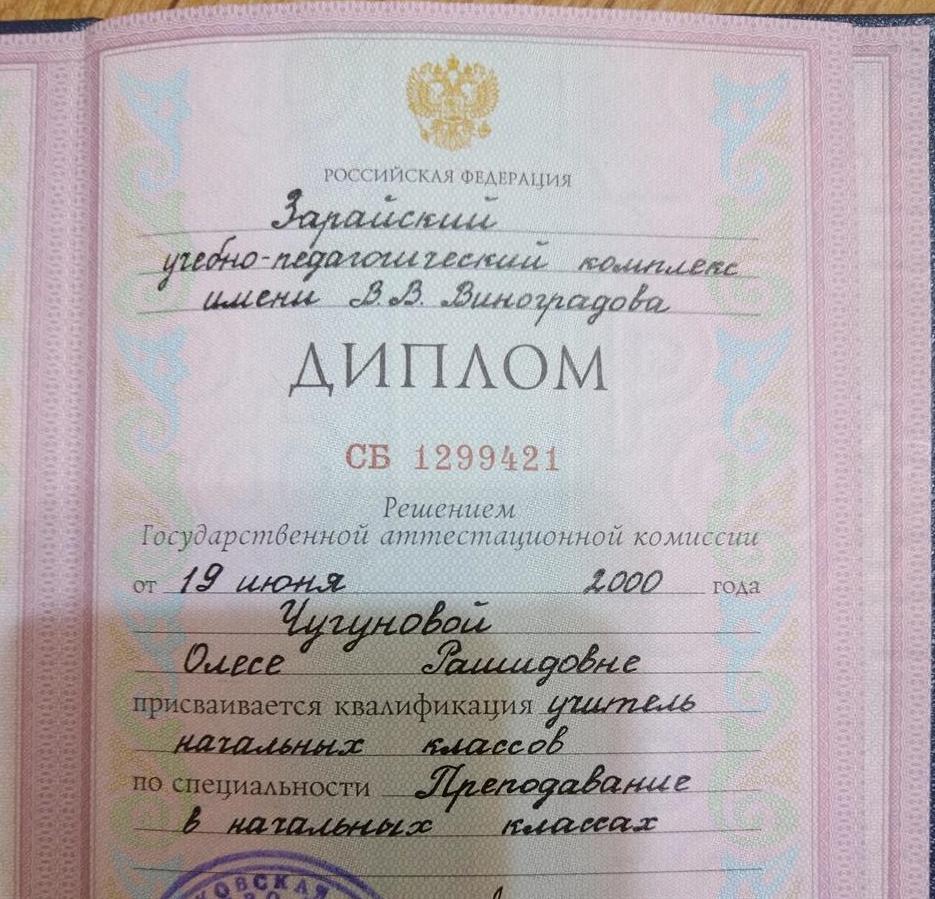 РОССИЙСКАЯ ФЕДЕРАЦИЯ
Зарайский
учебно-педагогический комплекс
имени В.В. Виноградова
ДИПЛОМ
СБ 1299421
Решением
Государственной аттестационной комиссии
от 19 июня 2000 года
Чугуновой
Олесе Рашидовне
присваивается квалификация учитель
начальных классов
по специальности Преподавание
в начальных классах